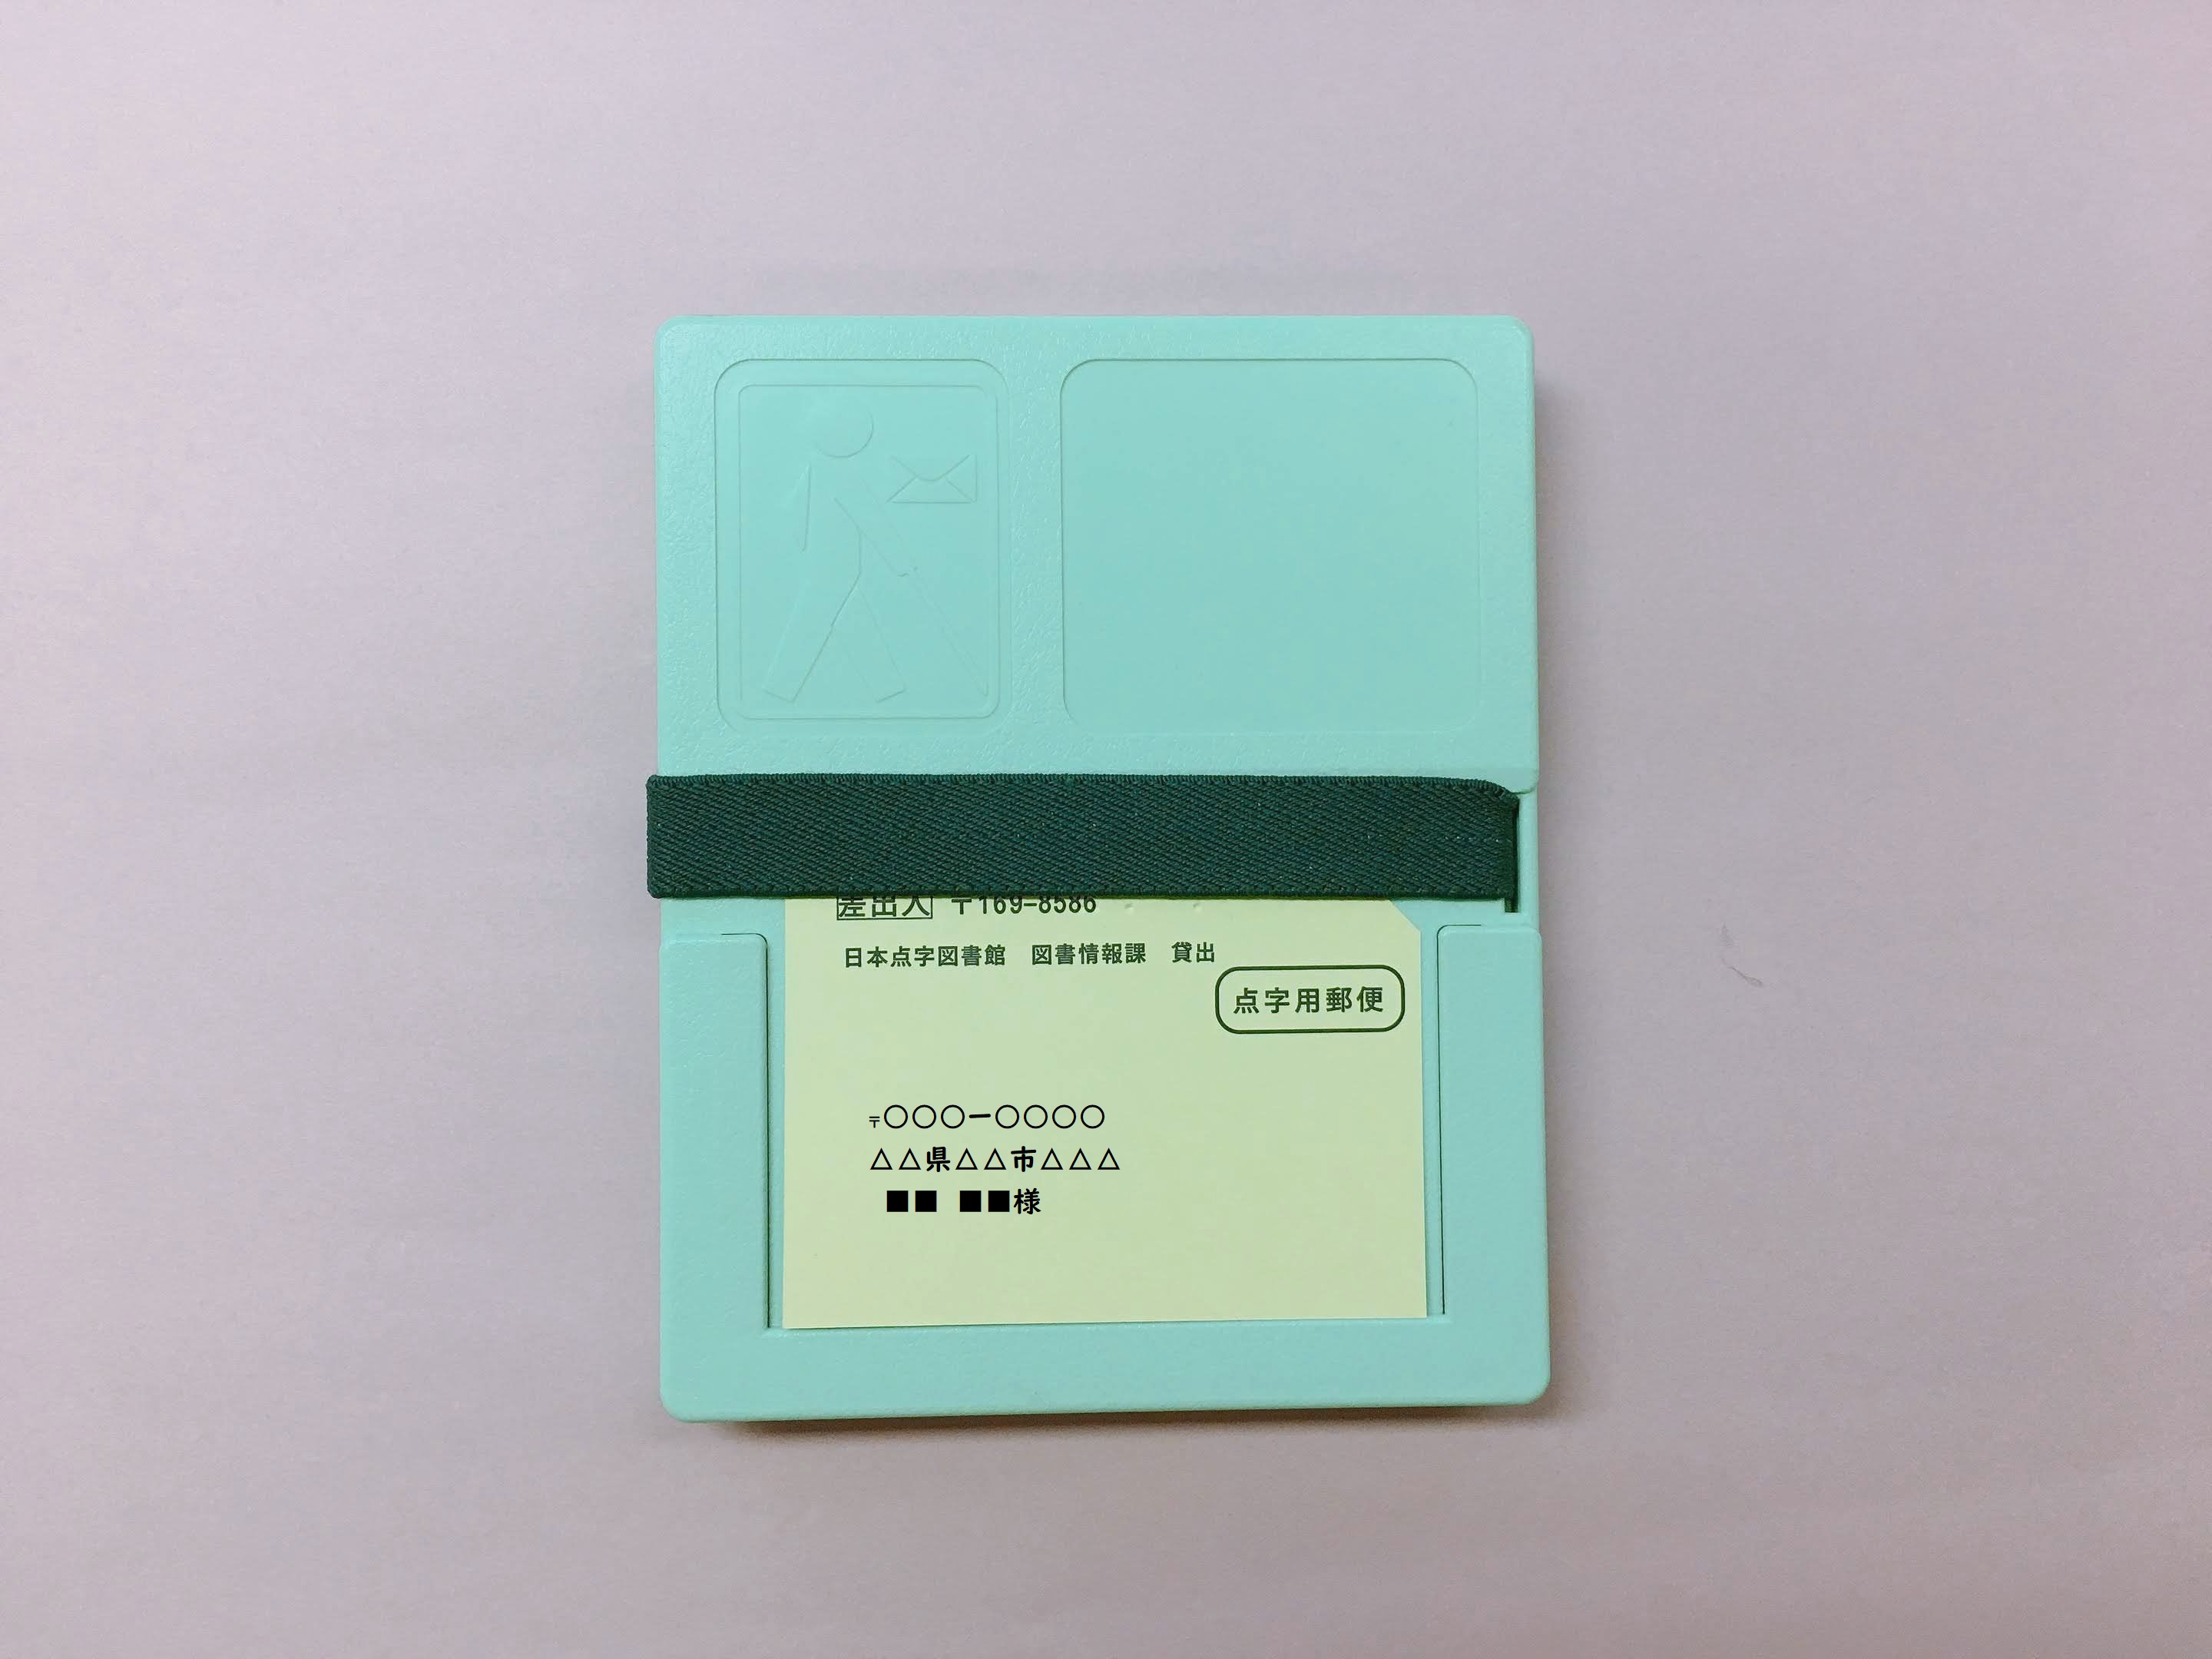 差出人 〒169-8586
日本点字図書館 図書情報課 貸出
点字用郵便
〒○○○ー○○○○
△△県△△市△△△
■■ ■■様